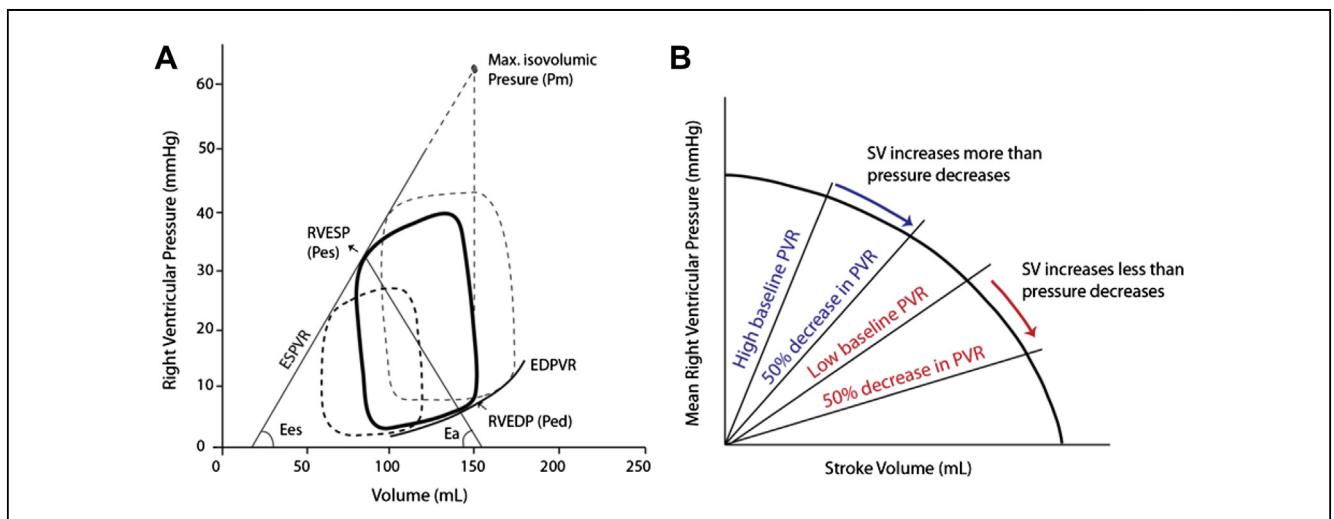 A
Max. isovolumic
Presure (Pm)
60
50
40
30
20
10
0
Right Ventricular Pressure (mmHg)
RVESP
(Pes)
ESPVR
EDPVR
RVEDP (Ped)
Ees
Ea
0
50
100
150
200
250
Volume (mL)
B
Mean Right Ventricular Pressure (mmHg)
SV increases more than
pressure decreases
SV increases less than
pressure decreases
High baseline PVR
50% decrease in PVR
Low baseline PVR
50% decrease in PVR
Stroke Volume (mL)